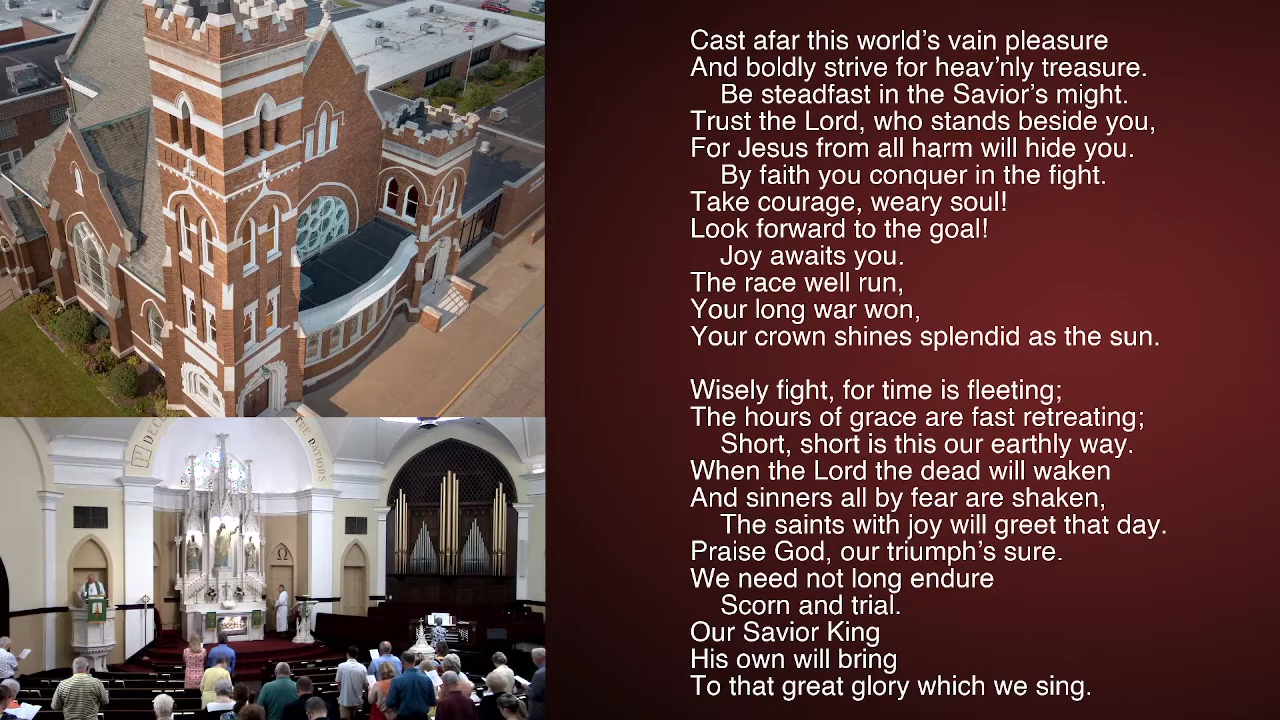 Cast afar this world's vain pleasure
And boldly strive for heav'nly treasure.
Be steadfast in the Savior's might.
Trust the Lord, who stands beside you,
For Jesus from all harm will hide you.
By faith you conquer in the fight.
Take courage, weary soul!
Look forward to the goal!
Joy awaits you.
The race well run,
Your long war won,
Your crown shines splendid as the sun.
Wisely fight, for time is fleeting;
The hours of grace are fast retreating;
Short, short is this our earthly way.
When the Lord the dead will waken
And sinners all by fear are shaken,
The saints with joy will greet that day.
Praise God, our triumph's sure.
We need not long endure
Scorn and trial.
Our Savior King
His own will bring
To that great glory which we sing.